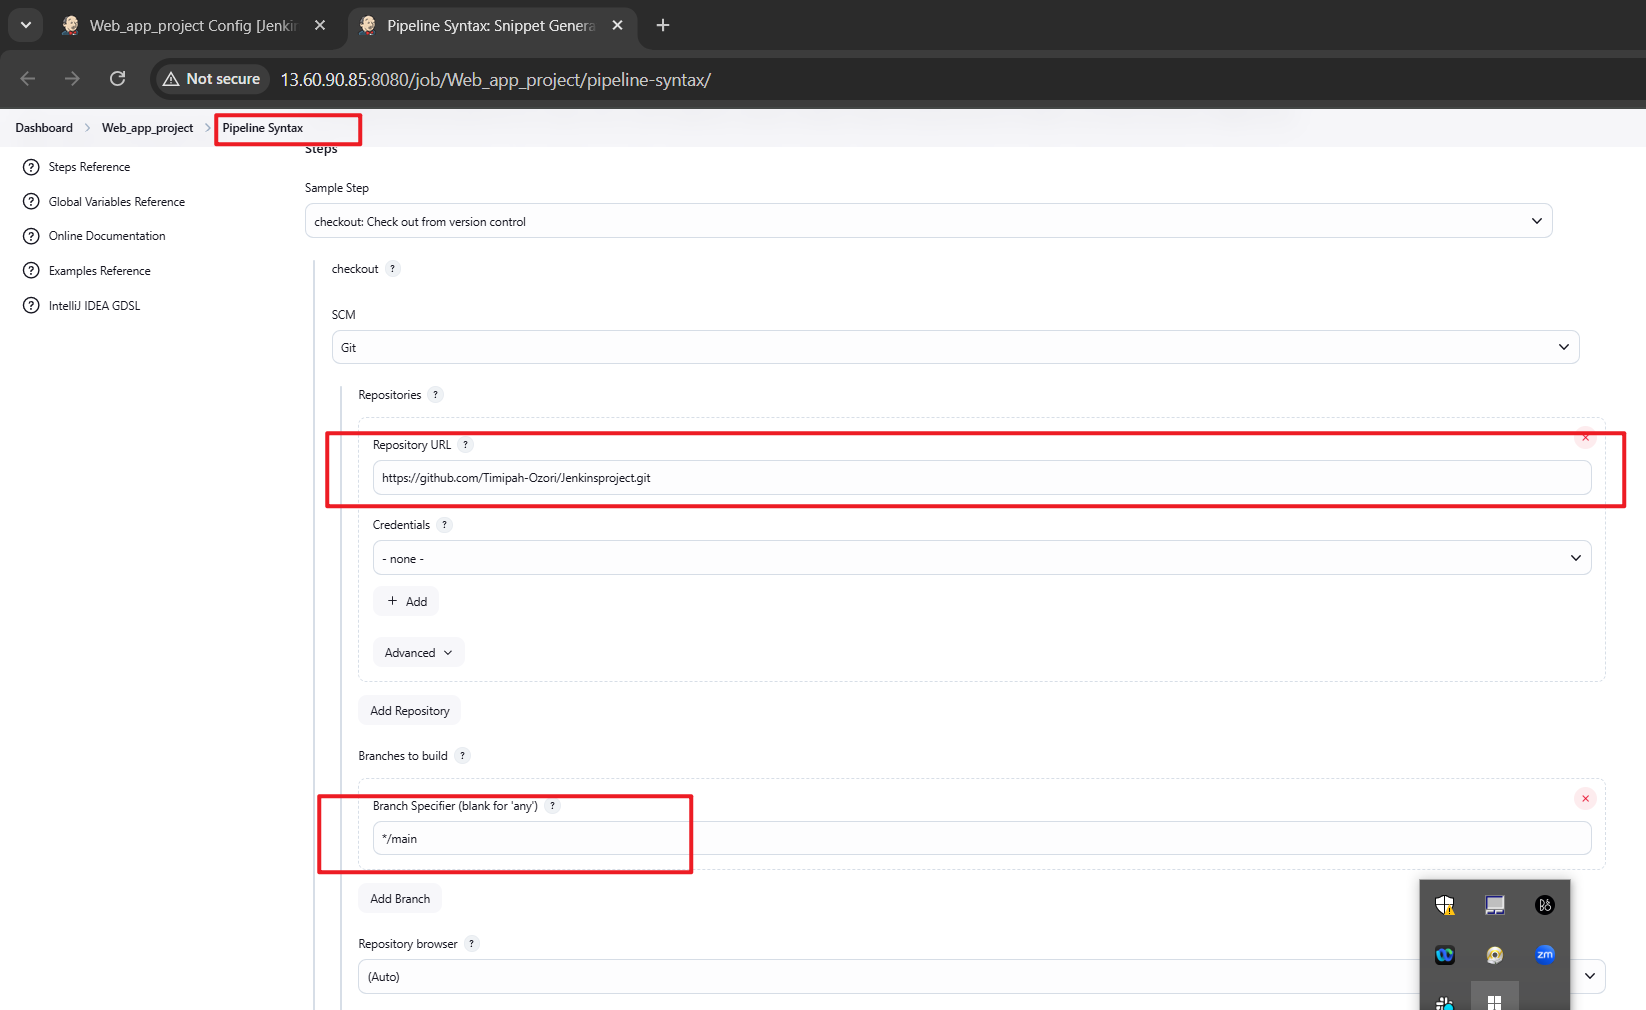 Web_app_project Config [Jenkin
Pipeline Syntax: Snippet Genera
Not secure
13.60.90.85:8080/job/Web_app_project/pipeline-syntax/
Dashboard
Web_app_project
Pipeline Syntax
Steps Reference
Global Variables Reference
Online Documentation
Examples Reference
IntelliJ IDEA GDSL
Steps
Sample Step
checkout: Check out from version control
checkout ?
SCM
Git
Repositories ?
Repository URL ?
https://github.com/Timipah-Ozori/Jenkinsproject.git
Credentials ?
- none -
+ Add
Advanced
Add Repository
Branches to build ?
Branch Specifier (blank for 'any') ?
*/main
Add Branch
Repository browser ?
(Auto)
zm